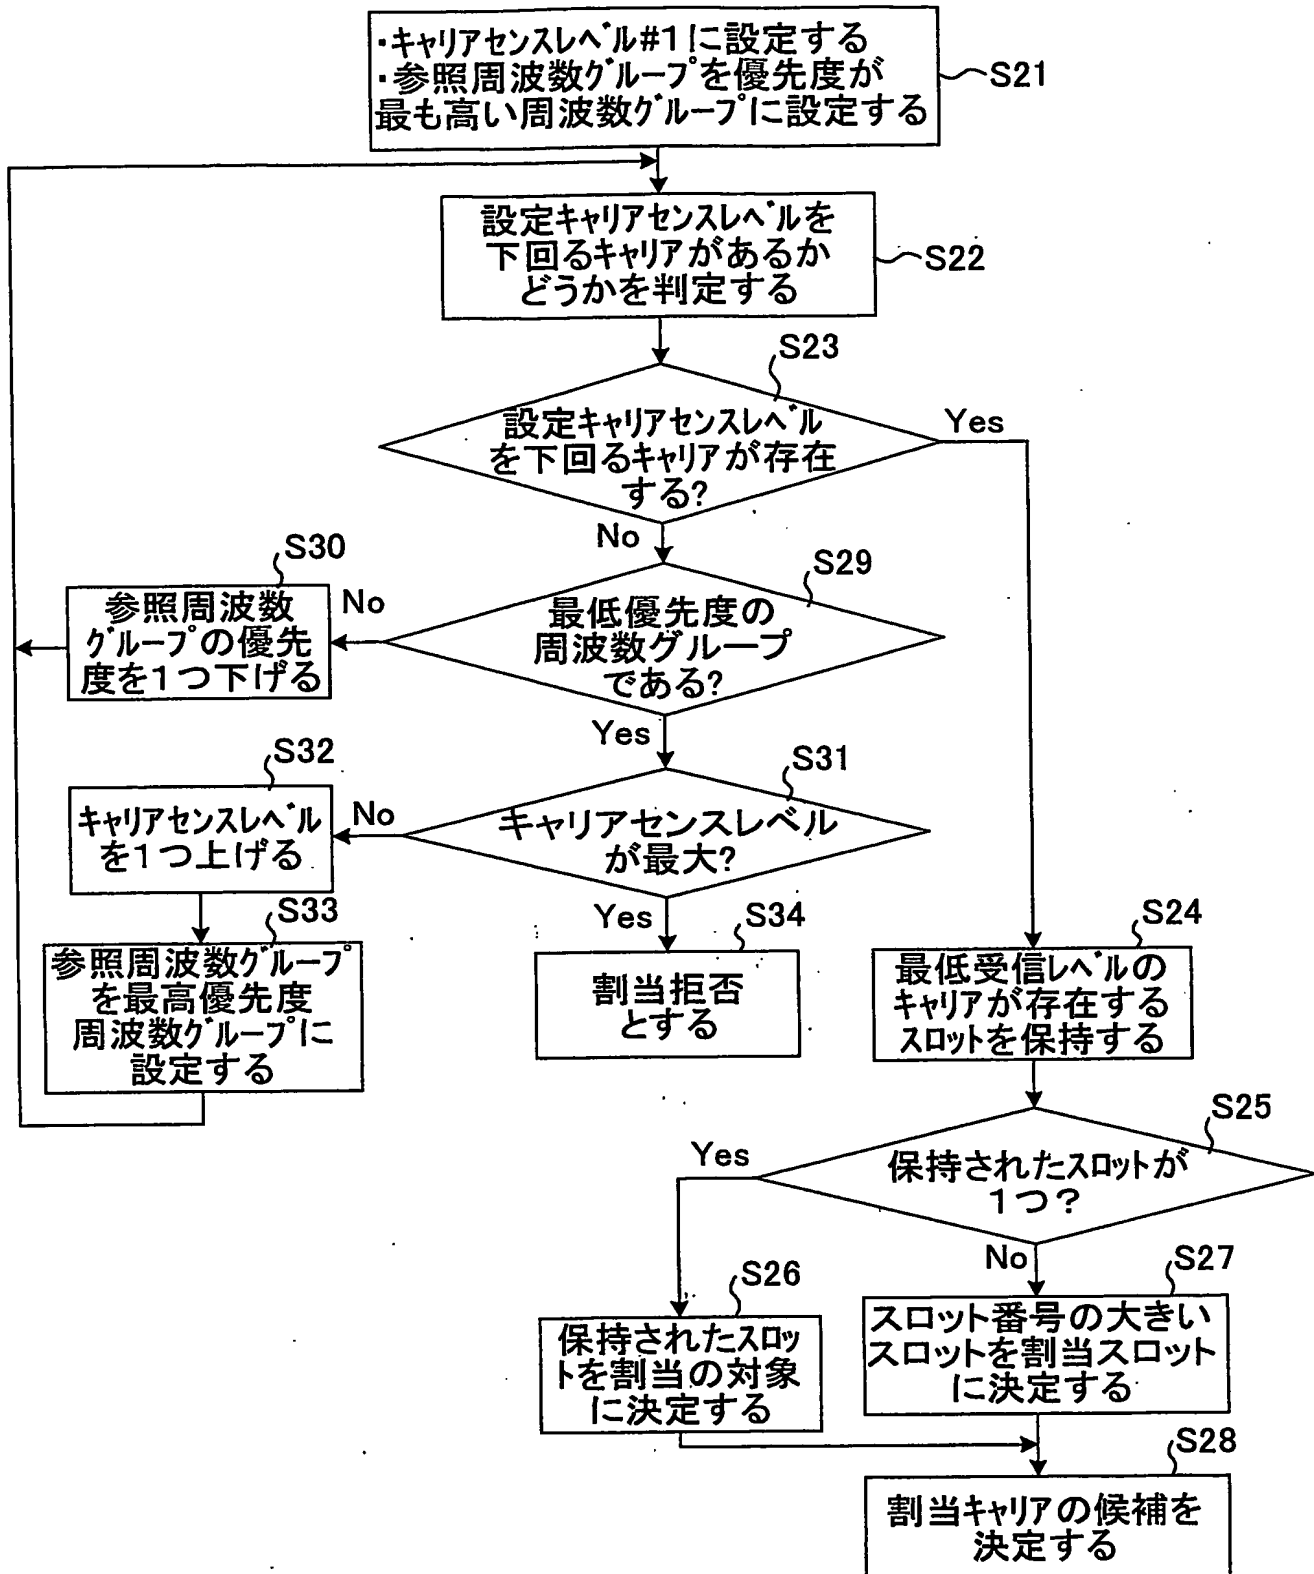 ・キャリアセンスレベル#1に設定する
・参照周波数グループを優先度が
最も高い周波数グループに設定する
S21
設定キャリアセンスレベルを
下回るキャリアがあるか
どうかを判定する
S22
S23
設定キャリアセンスレベル
を下回るキャリアが存在
する?
Yes
No
S30
参照周波数
グループの優先
度を1つ下げる
No
S29
最低優先度の
周波数グループ
である?
Yes
S32
キャリアセンスレベル
を1つ上げる
No
S31
キャリアセンスレベル
が最大?
Yes
S33
参照周波数グループ
を最高優先度
周波数グループに
設定する
S34
割当拒否
とする
S24
最低受信レベルの
キャリアが存在する
スロットを保持する
S25
Yes
保持されたスロットが
1つ?
No
S26
保持されたスロッ
トを割当の対象
に決定する
S27
スロット番号の大きい
スロットを割当スロット
に決定する
S28
割当キャリアの候補を
決定する